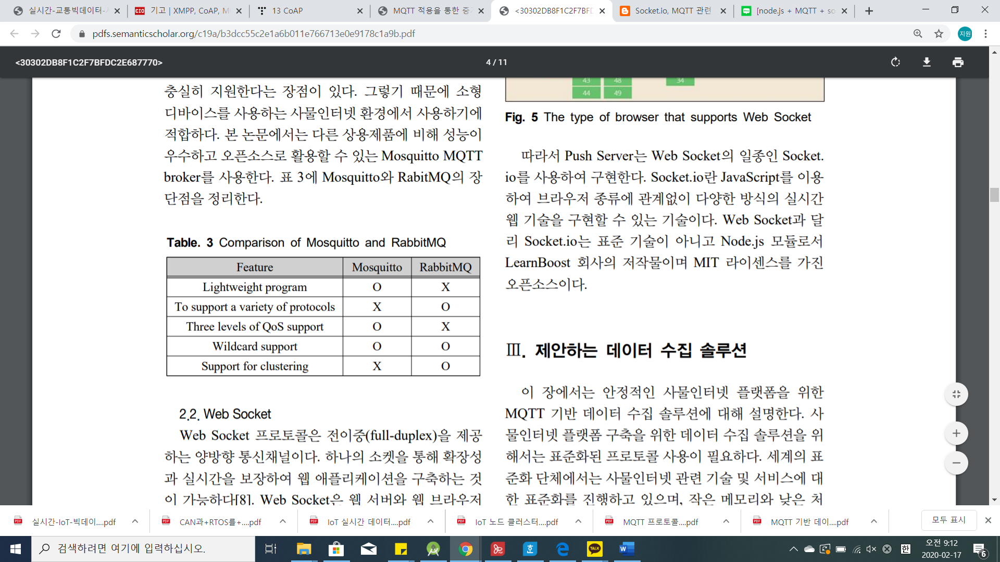 실시간-교통빅데이터-
기고 | XMPP, CoAP, M
13 CoAP
MQTT 적용을 통한 중
<30302DB8F1C2F7BFD
Socket.io, MQTT 관련
[node.js + MQTT + so
pdfs.semanticscholar.org/c19a/b3dcc55c2e1a6b011e766713e0e9178c1a9b.pdf
지원
<30302DB8F1C2F7BFDC2E687770>
4 / 11
충실히 지원한다는 장점이 있다. 그렇기 때문에 소형
디바이스를 사용하는 사물인터넷 환경에서 사용하기에
적합하다. 본 논문에서는 다른 상용제품에 비해 성능이
우수하고 오픈소스로 활용할 수 있는 Mosquitto MQTT
broker를 사용한다. 표 3에 Mosquitto와 RabitMQ의 장
단점을 정리한다.
Table. 3 Comparison of Mosquitto and RabbitMQ
Feature Mosquitto RabbitMQ
Lightweight program O X
To support a variety of protocols X O
Three levels of QoS support O X
Wildcard support O O
Support for clustering X O
2.2. Web Socket
Web Socket 프로토콜은 전이중(full-duplex)을 제공
하는 양방향 통신채널이다. 하나의 소켓을 통해 확장성
과 실시간을 보장하여 웹 애플리케이션을 구축하는 것
이 가능하다[8]. Web Socket은 웹 서버와 웹 브라우저
43 48 34
44 49
Fig. 5 The type of browser that supports Web Socket
따라서 Push Server는 Web Socket의 일종인 Socket.
io를 사용하여 구현한다. Socket.io란 JavaScript를 이용
하여 브라우저 종류에 관계없이 다양한 방식의 실시간
웹 기술을 구현할 수 있는 기술이다. Web Socket과 달
리 Socket.io는 표준 기술이 아니고 Node.js 모듈로서
LearnBoost 회사의 저작물이며 MIT 라이센스를 가진
오픈소스이다.
Ⅲ. 제안하는 데이터 수집 솔루션
이 장에서는 안정적인 사물인터넷 플랫폼을 위한
MQTT 기반 데이터 수집 솔루션에 대해 설명한다. 사
물인터넷 플랫폼 구축을 위한 데이터 수집 솔루션을 위
해서는 표준화된 프로토콜 사용이 필요하다. 세계의 표
준화 단체에서는 사물인터넷 관련 기술 및 서비스에 대
한 표준화를 진행하고 있으며, 작은 메모리와 낮은 처
실시간-IoT-빅데이....pdf
CAN과+RTOS를+....pdf
IoT 실시간 데이터....pdf
IoT 노드 클러스터....pdf
MQTT 프로토콜....pdf
MQTT 기반 데이....pdf
모두 표시
검색하려면 여기에 입력하십시오.
TALK
한
오전 9:12
2020-02-17
6